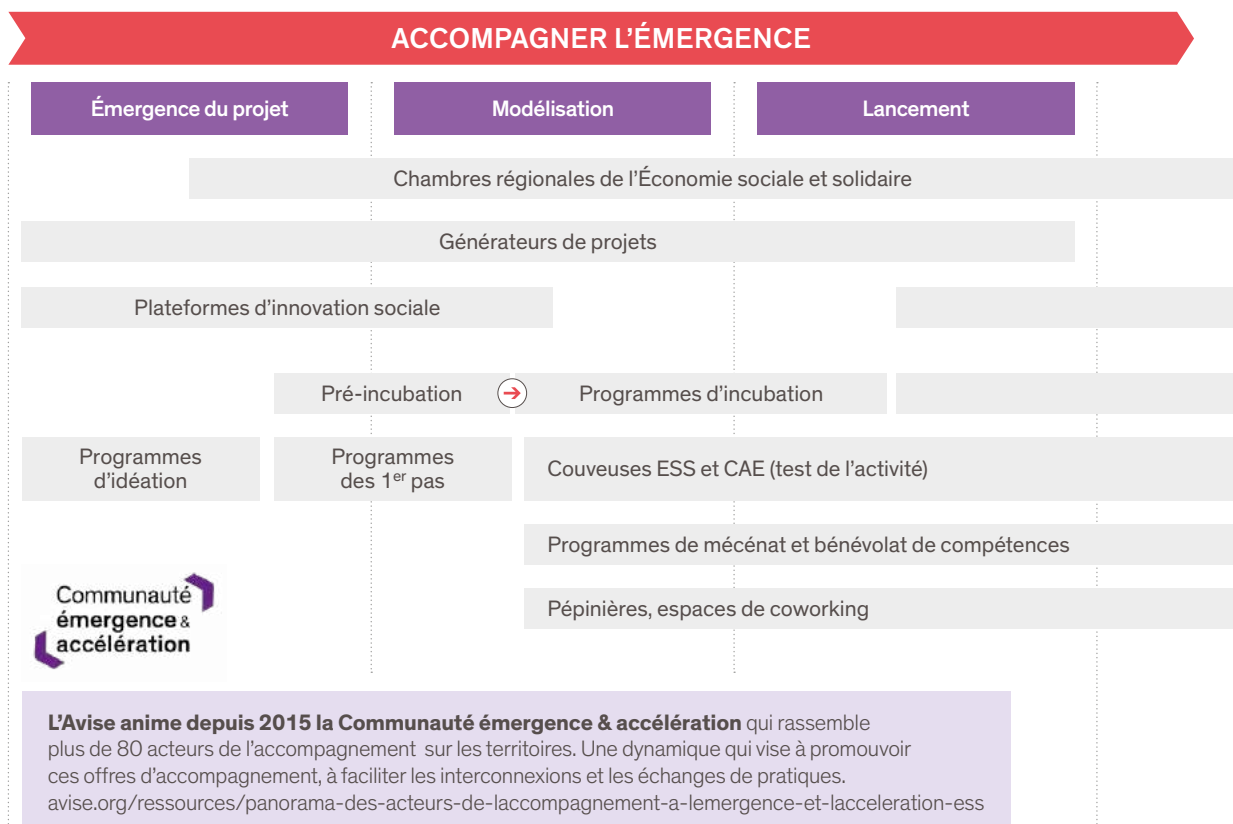 ACCOMPAGNER L’ÉMERGENCE
Émergence du projet
Modélisation
Lancement
Chambres régionales de l’Économie sociale et solidaire
Générateurs de projets
Plateformes d’innovation sociale
Pré-incubation
Programmes d’incubation
Programmes
d’idéation
Programmes
des 1er pas
Couveuses ESS et CAE (test de l’activité)
Programmes de mécénat et bénévolat de compétences
Pépinières, espaces de coworking
Communauté
émergence &
accélération
L’Avise anime depuis 2015 la Communauté émergence & accélération qui rassemble
plus de 80 acteurs de l’accompagnement sur les territoires. Une dynamique qui vise à promouvoir
ces offres d’accompagnement, à faciliter les interconnexions et les échanges de pratiques.
avise.org/ressources/panorama-des-acteurs-de-laccompagnement-a-lemergence-et-lacceleration-ess